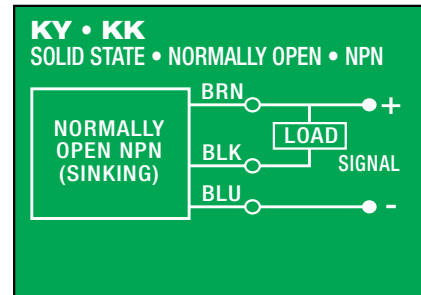 KY • KK
SOLID STATE • NORMALLY OPEN • NPN
BRN
+
NORMALLY
OPEN NPN
(SINKING)
LOAD
BLK
SIGNAL
BLU
-